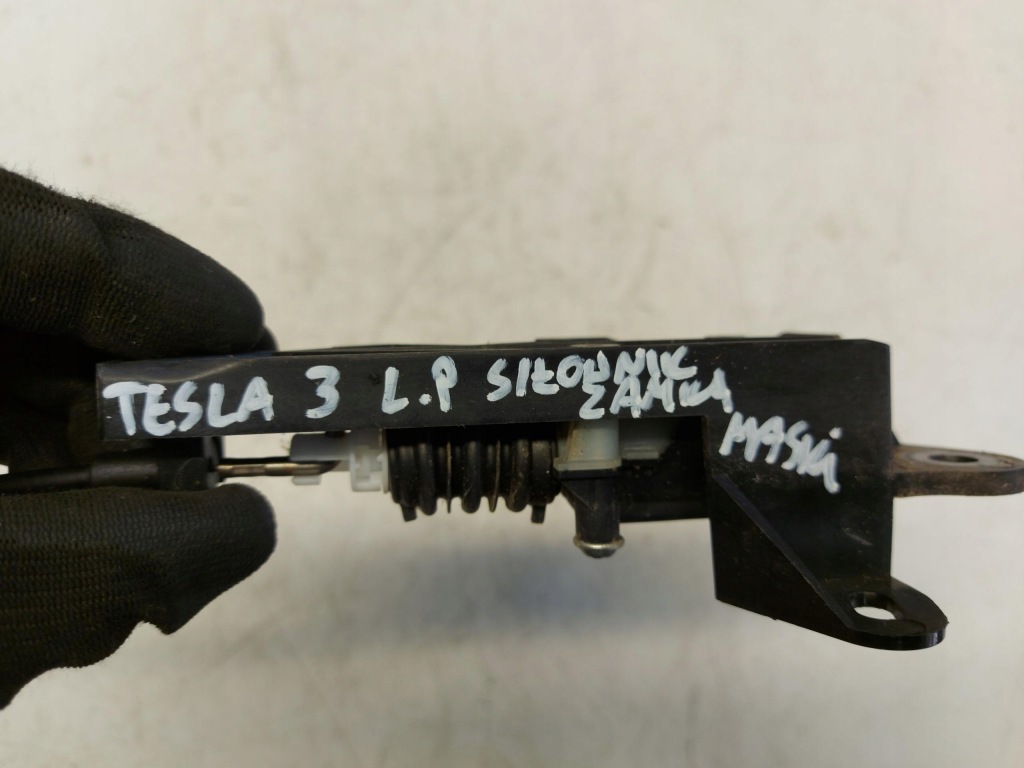 TESLA 3 L.P SIŁOWNIK
ZAMKA
MASKi